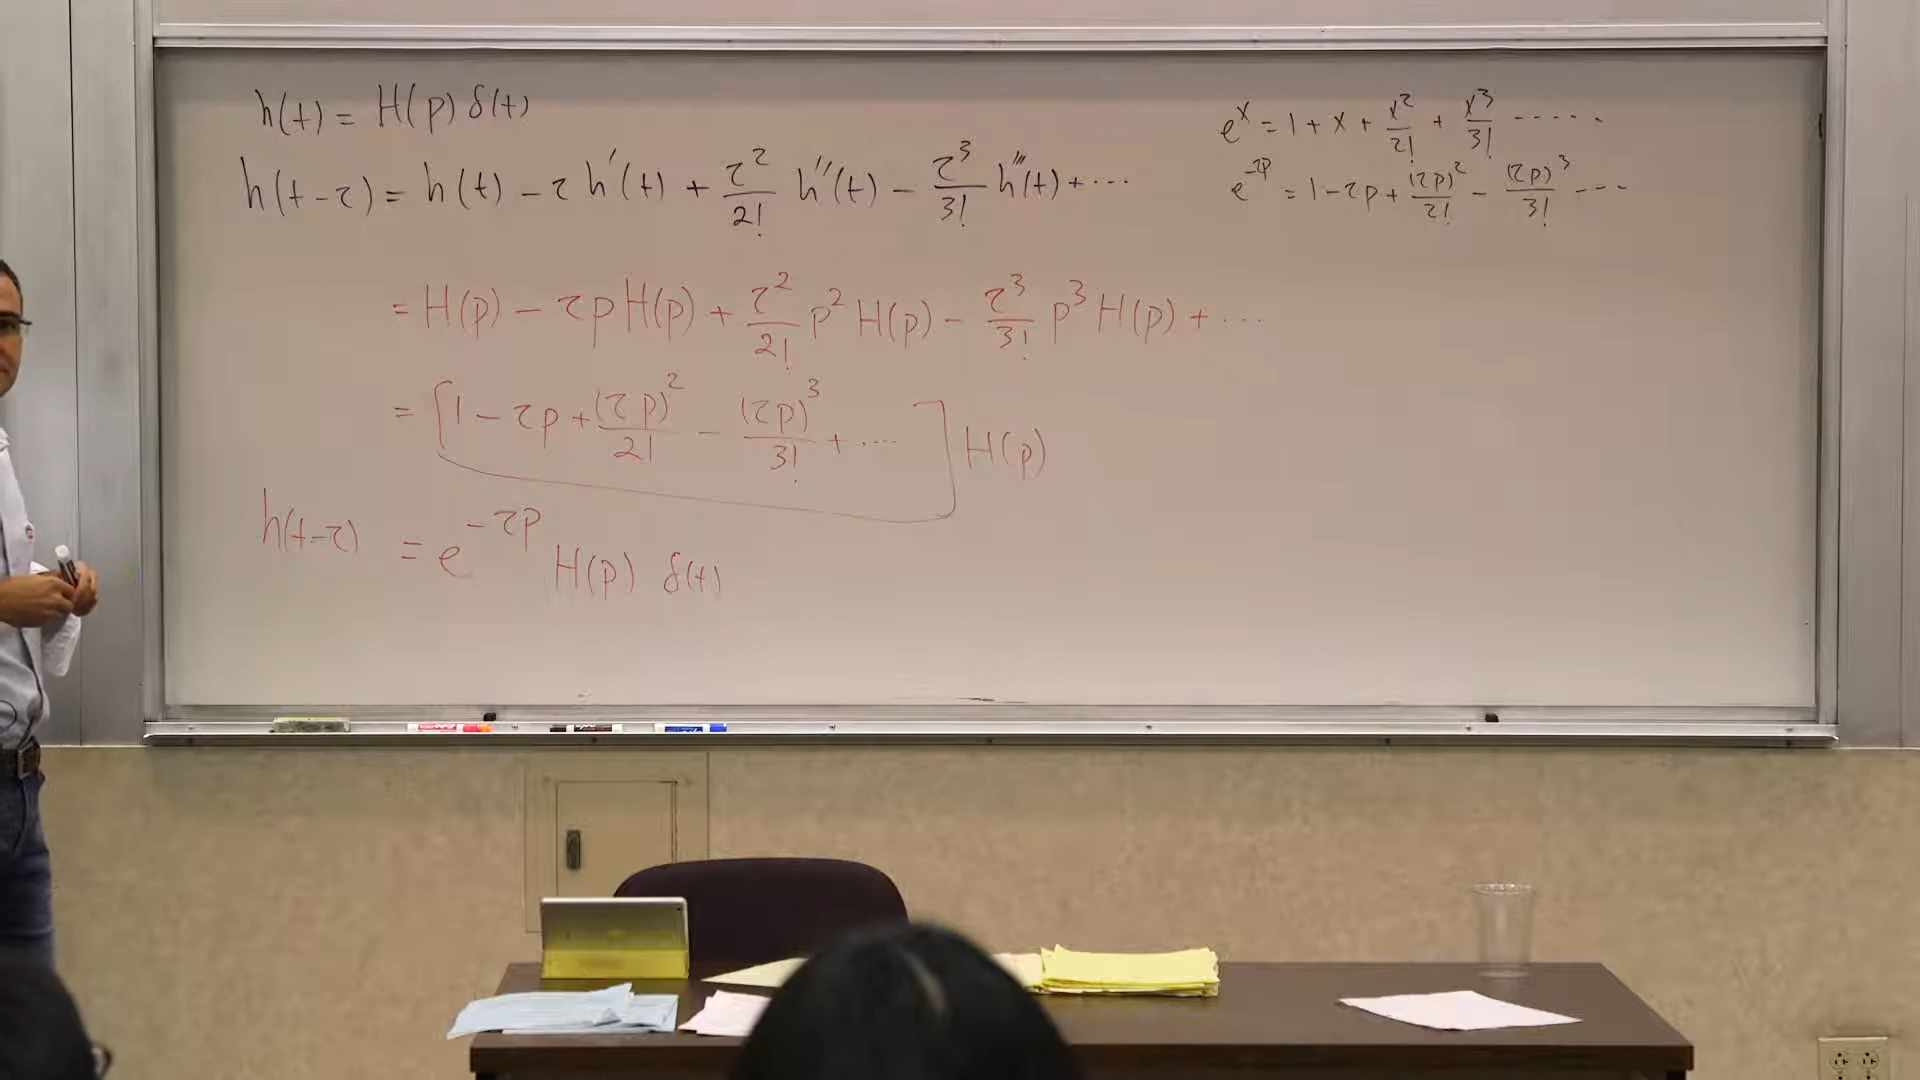 h(t) = H(p) δ(t)
h(t-τ) = h(t) - τ h'(t) + τ²/2! h''(t) - τ³/3! h'''(t) + ...
= H(p) - τp H(p) + τ²/2! p² H(p) - τ³/3! p³ H(p) + ...
= [1 - τp + (τp)²/2! - (τp)³/3! + ....] H(p)
h(t-τ) = e^{-τp} H(p) δ(t)
e^x = 1 + x + x²/2! + x³/3! .....
e^{-τp} = 1 - τp + (τp)²/2! - (τp)³/3! ---